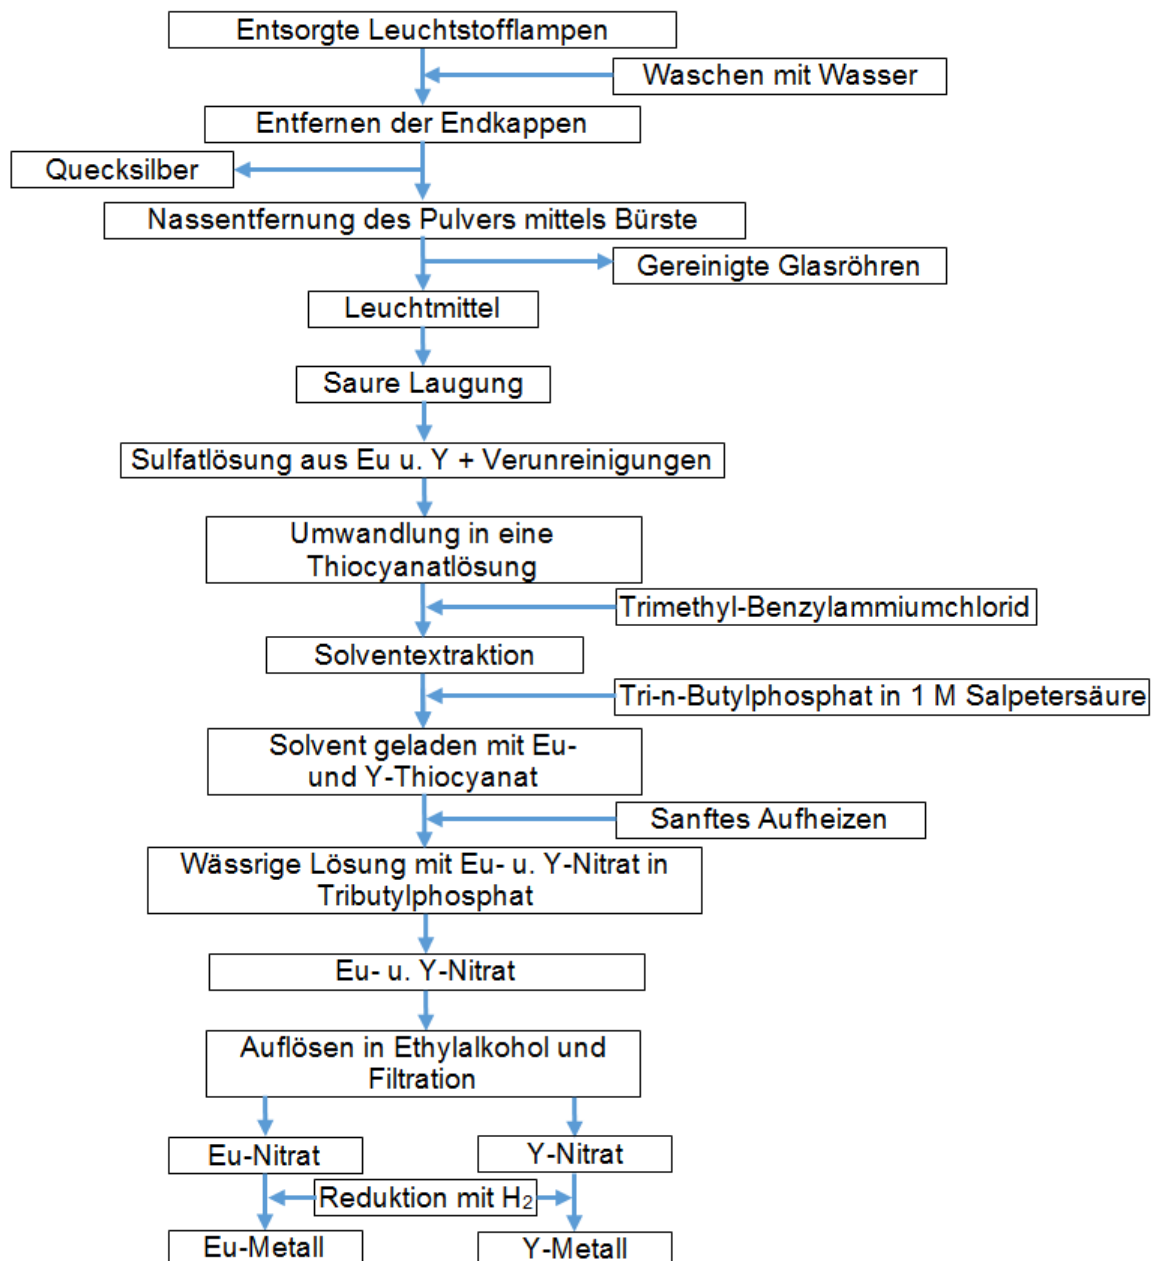 Entsorgte Leuchtstofflampen
Waschen mit Wasser
Entfernen der Endkappen
Quecksilber
Nassentfernung des Pulvers mittels Bürste
Gereinigte Glasröhren
Leuchtmittel
Saure Laugung
Sulfatlösung aus Eu u. Y + Verunreinigungen
Umwandlung in eine
Thiocyanatlösung
Trimethyl-Benzylammiumchlorid
Solventextraktion
Tri-n-Butylphosphat in 1 M Salpetersäure
Solvent geladen mit Eu-
und Y-Thiocyanat
Sanftes Aufheizen
Wässrige Lösung mit Eu- u. Y-Nitrat in
Tributylphosphat
Eu- u. Y-Nitrat
Auflösen in Ethylalkohol und
Filtration
Eu-Nitrat
Y-Nitrat
Reduktion mit H₂
Eu-Metall
Y-Metall